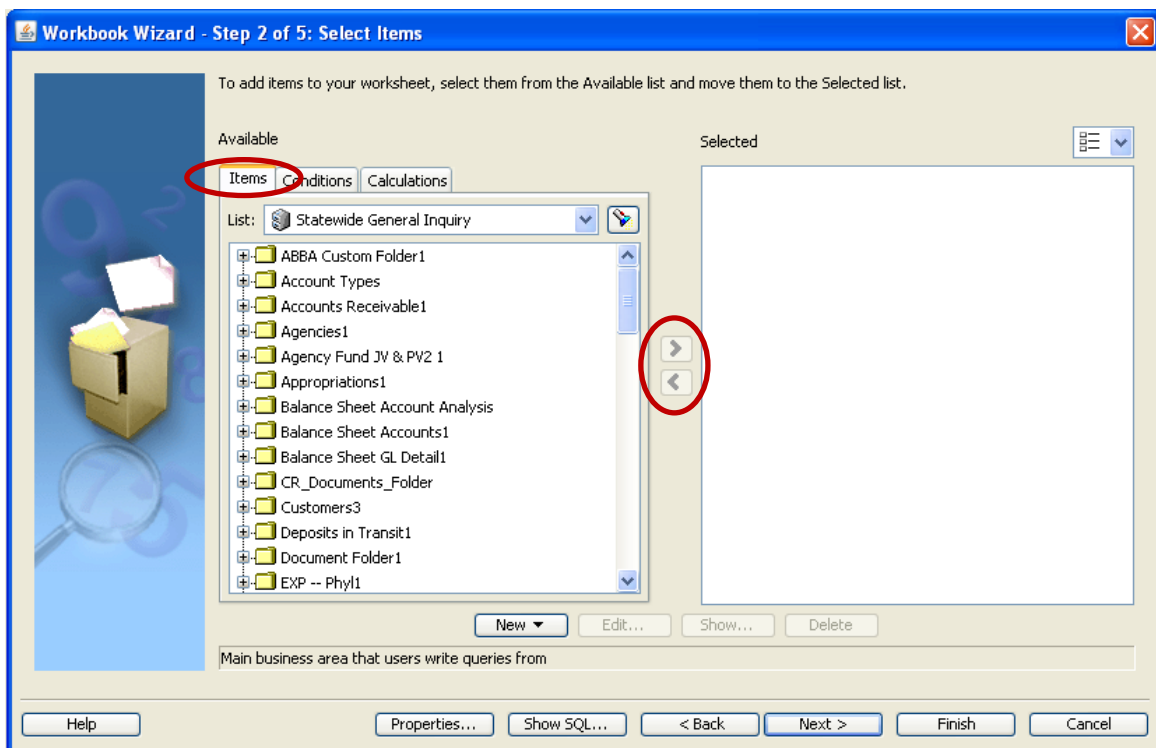 Workbook Wizard - Step 2 of 5: Select Items
To add items to your worksheet, select them from the Available list and move them to the Selected list.
Available
Selected
Items Conditions Calculations
List: Statewide General Inquiry
ABBA Custom Folder1
Account Types
Accounts Receivable1
Agencies1
Agency Fund JV & PV2 1
Appropriations1
Balance Sheet Account Analysis
Balance Sheet Accounts1
Balance Sheet GL Detail1
CR_Documents_Folder
Customers3
Deposits in Transit1
Document Folder1
EXP -- Phyl1
> 
<
New Edit... Show... Delete
Main business area that users write queries from
Help Properties... Show SQL... < Back Next > Finish Cancel